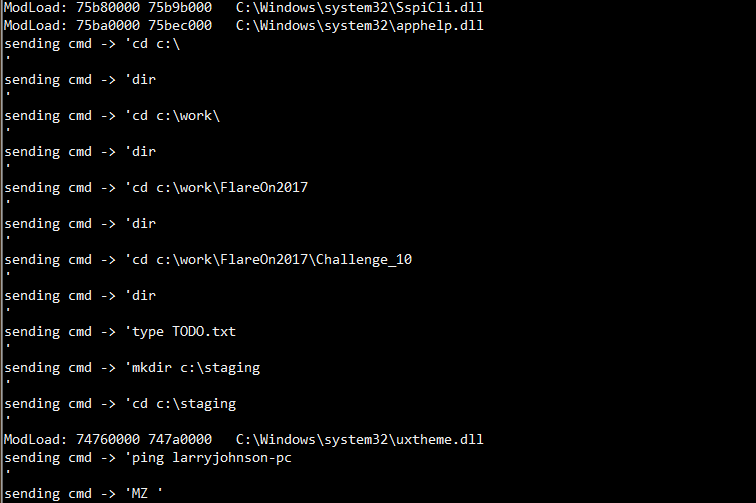 ModLoad: 75b80000 75b9b000   C:\Windows\system32\SspiCli.dll
ModLoad: 75ba0000 75bec000   C:\Windows\system32\apphelp.dll
sending cmd -> 'cd c:\
'
sending cmd -> 'dir
'
sending cmd -> 'cd c:\work\
'
sending cmd -> 'dir
'
sending cmd -> 'cd c:\work\FlareOn2017
'
sending cmd -> 'dir
'
sending cmd -> 'cd c:\work\FlareOn2017\Challenge_10
'
sending cmd -> 'dir
'
sending cmd -> 'type TODO.txt
'
sending cmd -> 'mkdir c:\staging
'
sending cmd -> 'cd c:\staging
'
ModLoad: 74760000 747a0000   C:\Windows\system32\uxtheme.dll
sending cmd -> 'ping larryjohnson-pc
'
sending cmd -> 'MZ '